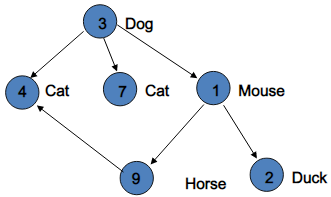 3 Dog
4 Cat
7 Cat
1 Mouse
9 Horse
2 Duck